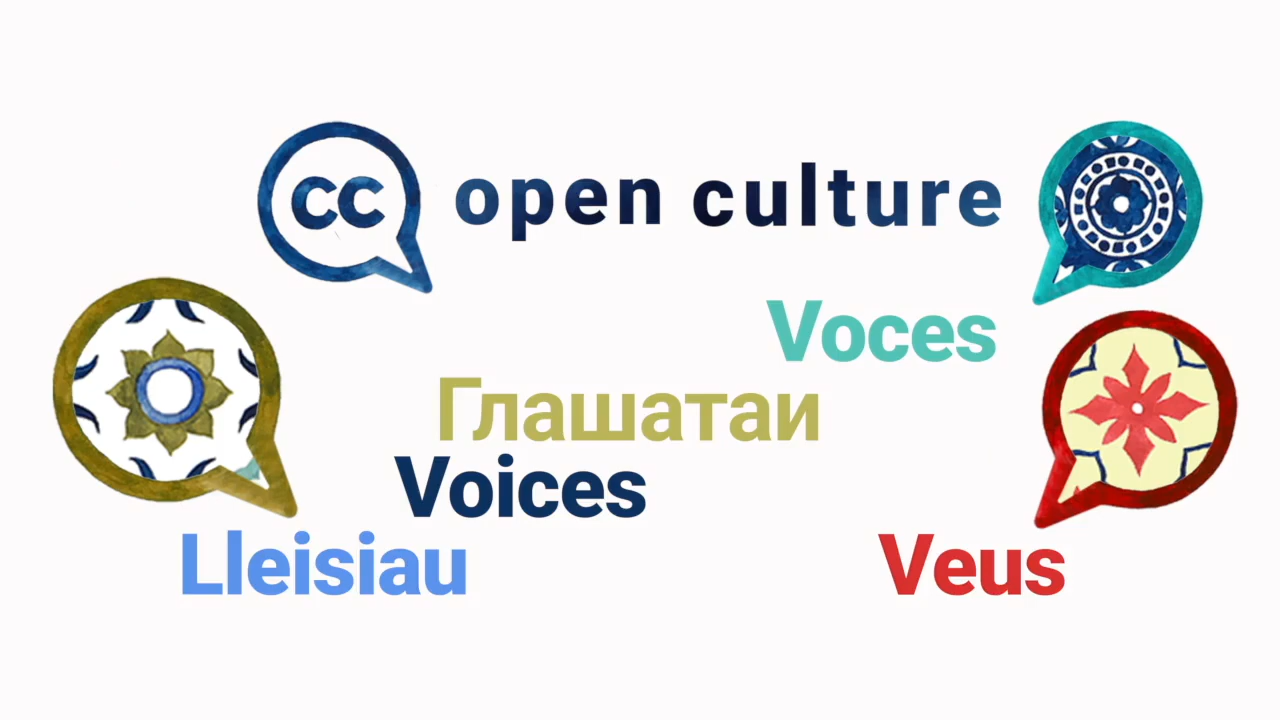 cc open culture
Voces
Глашатаи
Voices
Lleisiau
Veus